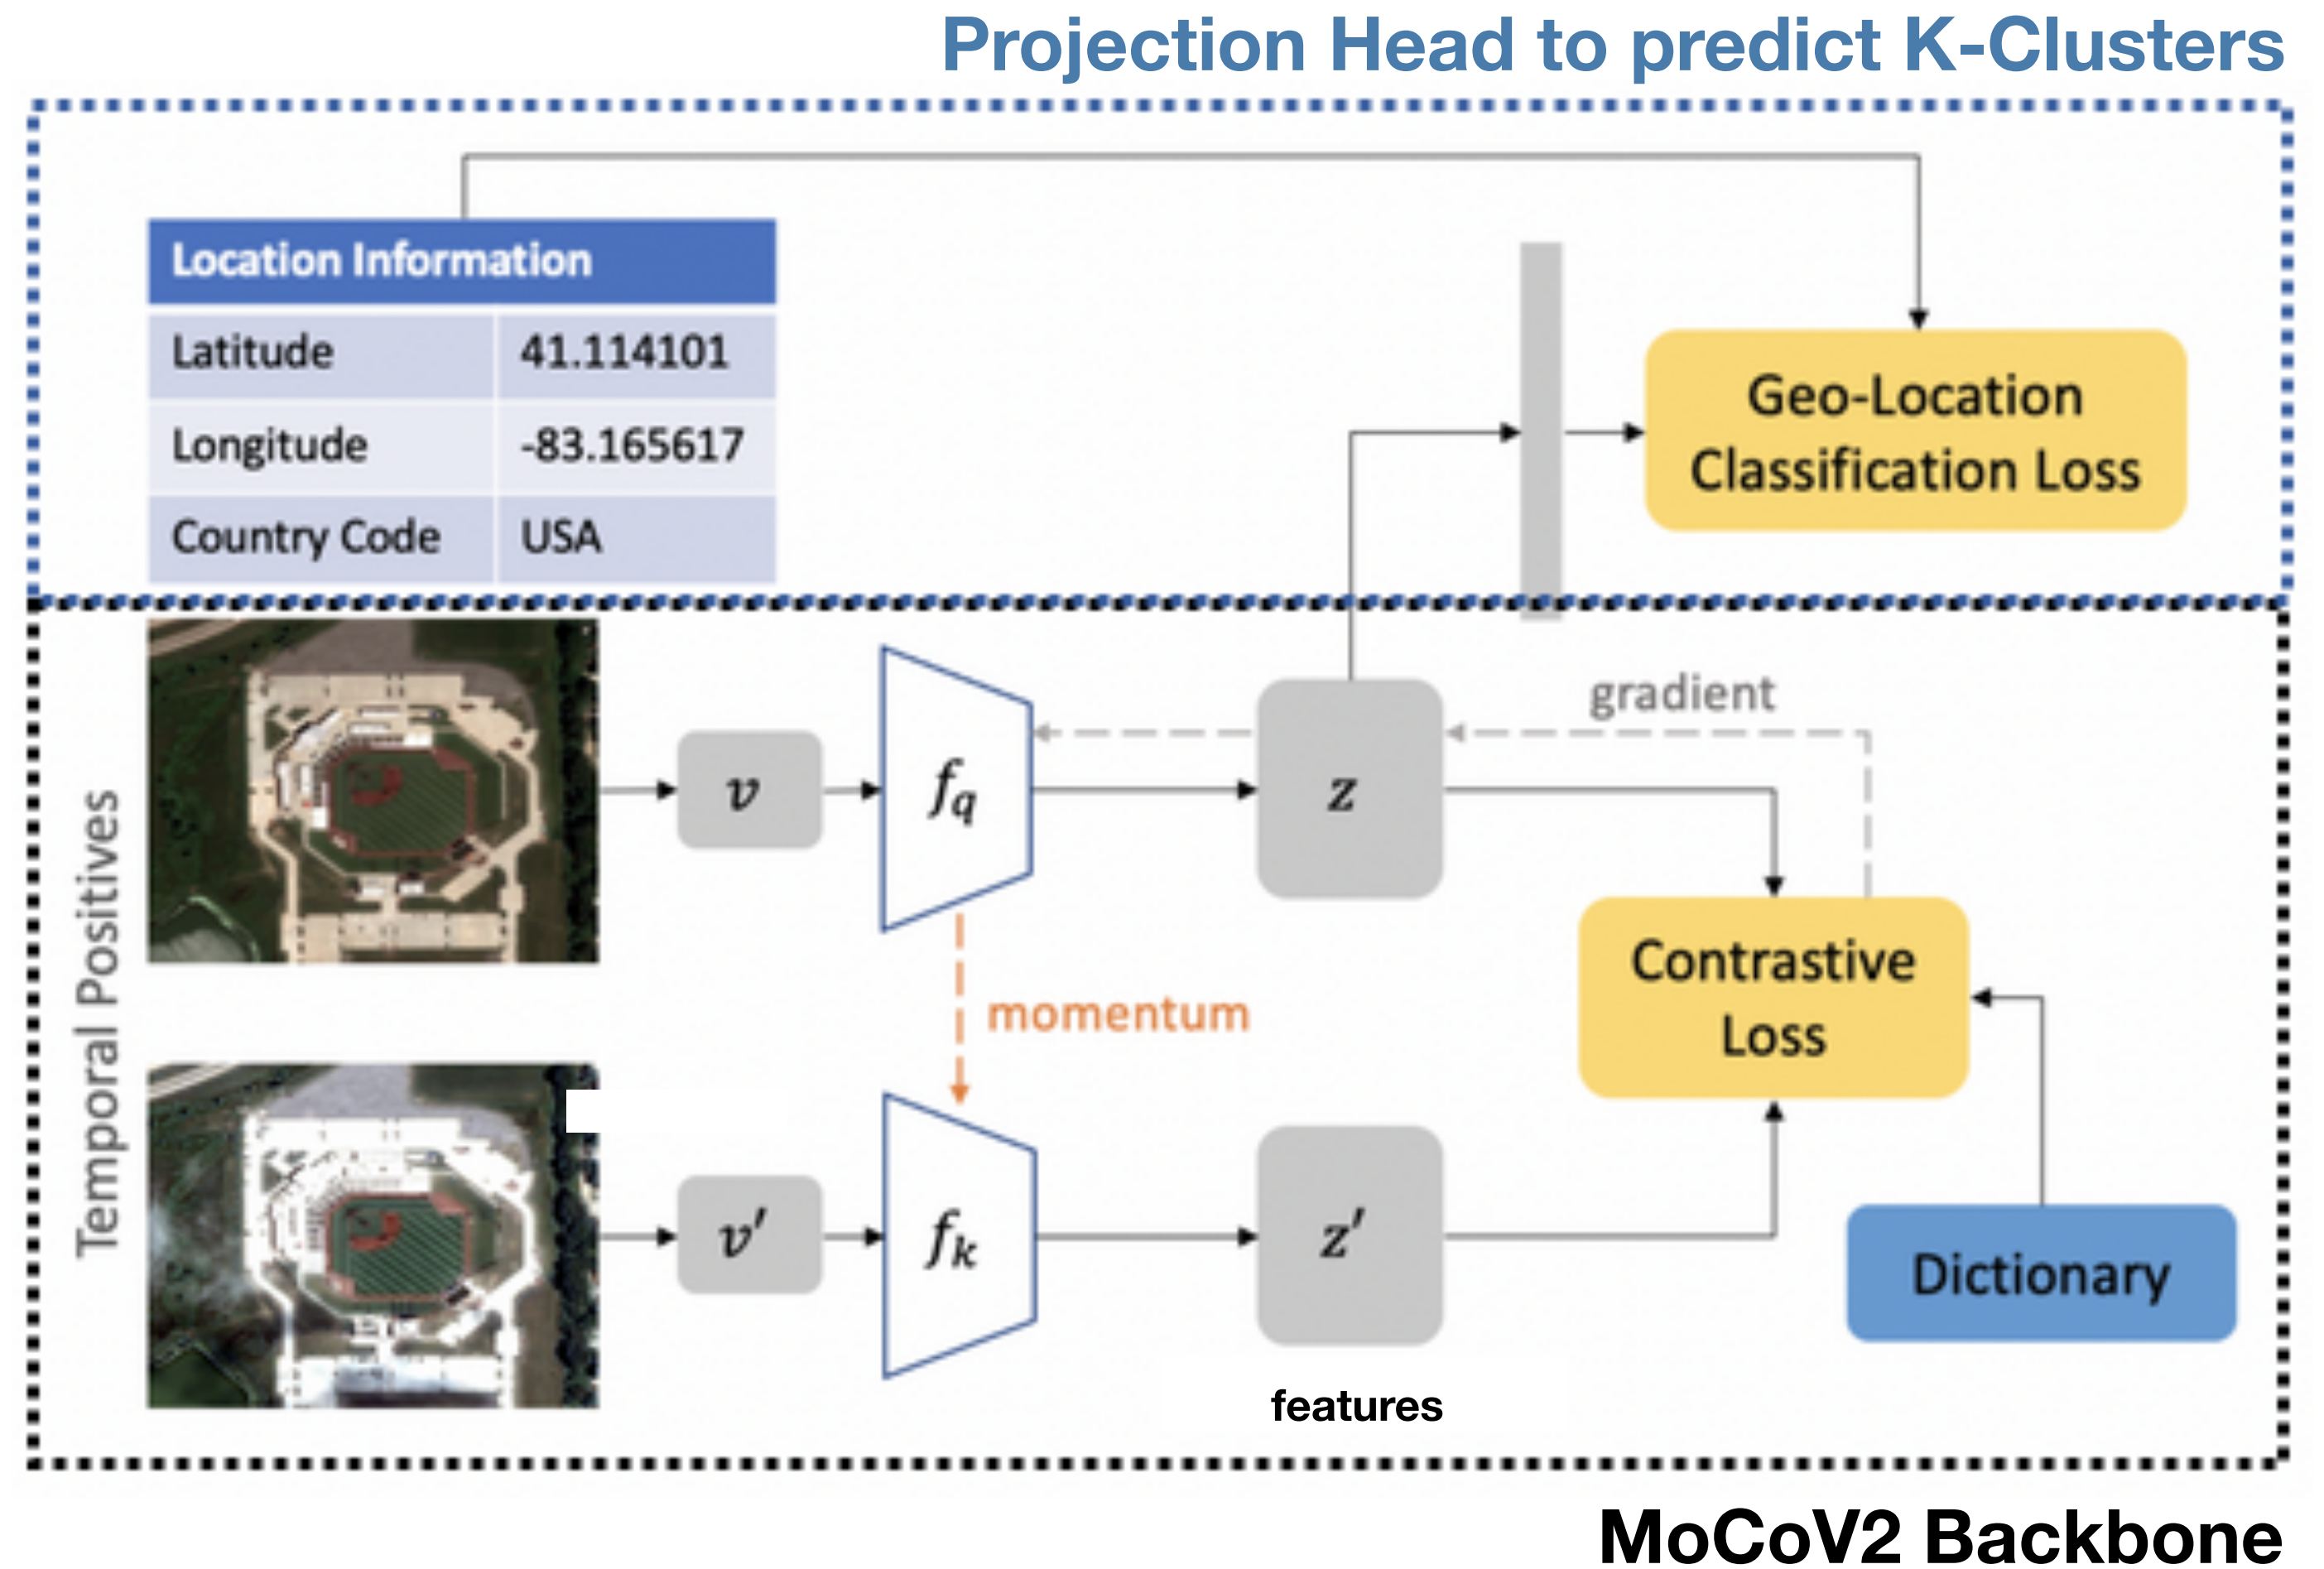 Projection Head to predict K-Clusters
Location Information
Latitude 41.114101
Longitude -83.165617
Country Code USA
Geo-Location
Classification Loss
Temporal Positives
v
f_q
z
gradient
momentum
Contrastive
Loss
v'
f_k
z'
Dictionary
features
MoCoV2 Backbone